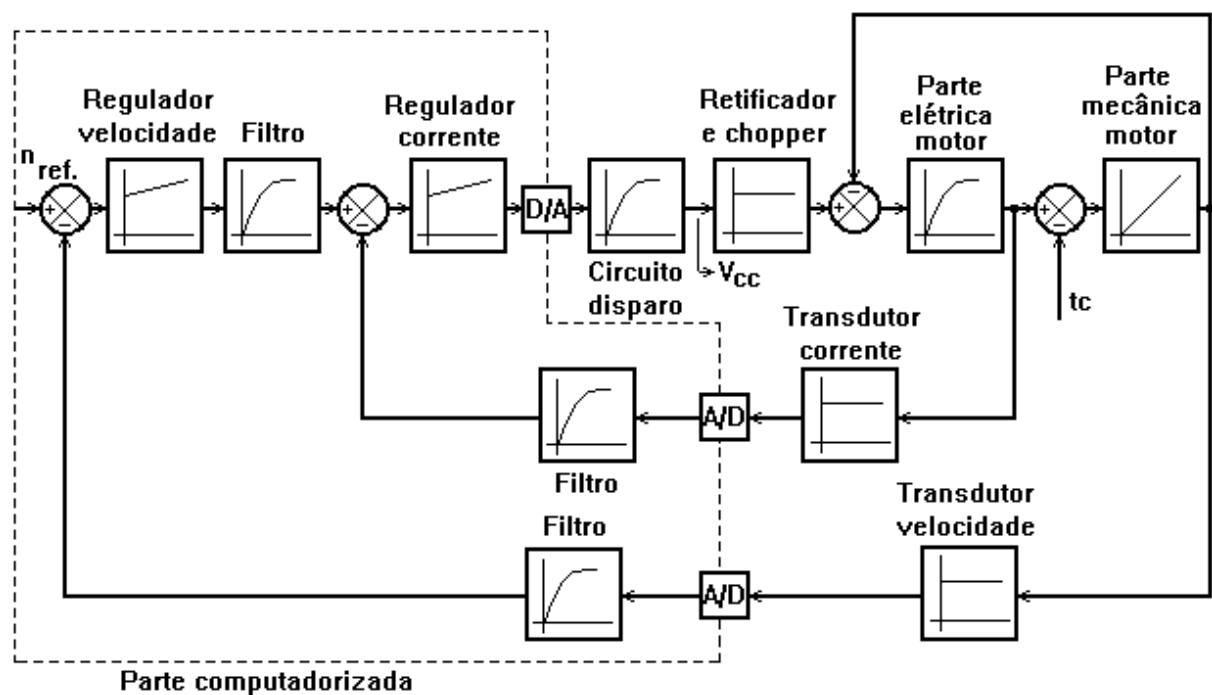 Regulador
velocidade
Filtro
Regulador
corrente
Retificador
e chopper
Parte
elétrica
motor
Parte
mecânica
motor
n ref.
+
−
+
−
D/A
+
−
+
−
Circuito
disparo
Vcc
tc
Transdutor
corrente
A/D
Filtro
Transdutor
velocidade
Filtro
A/D
Parte computadorizada